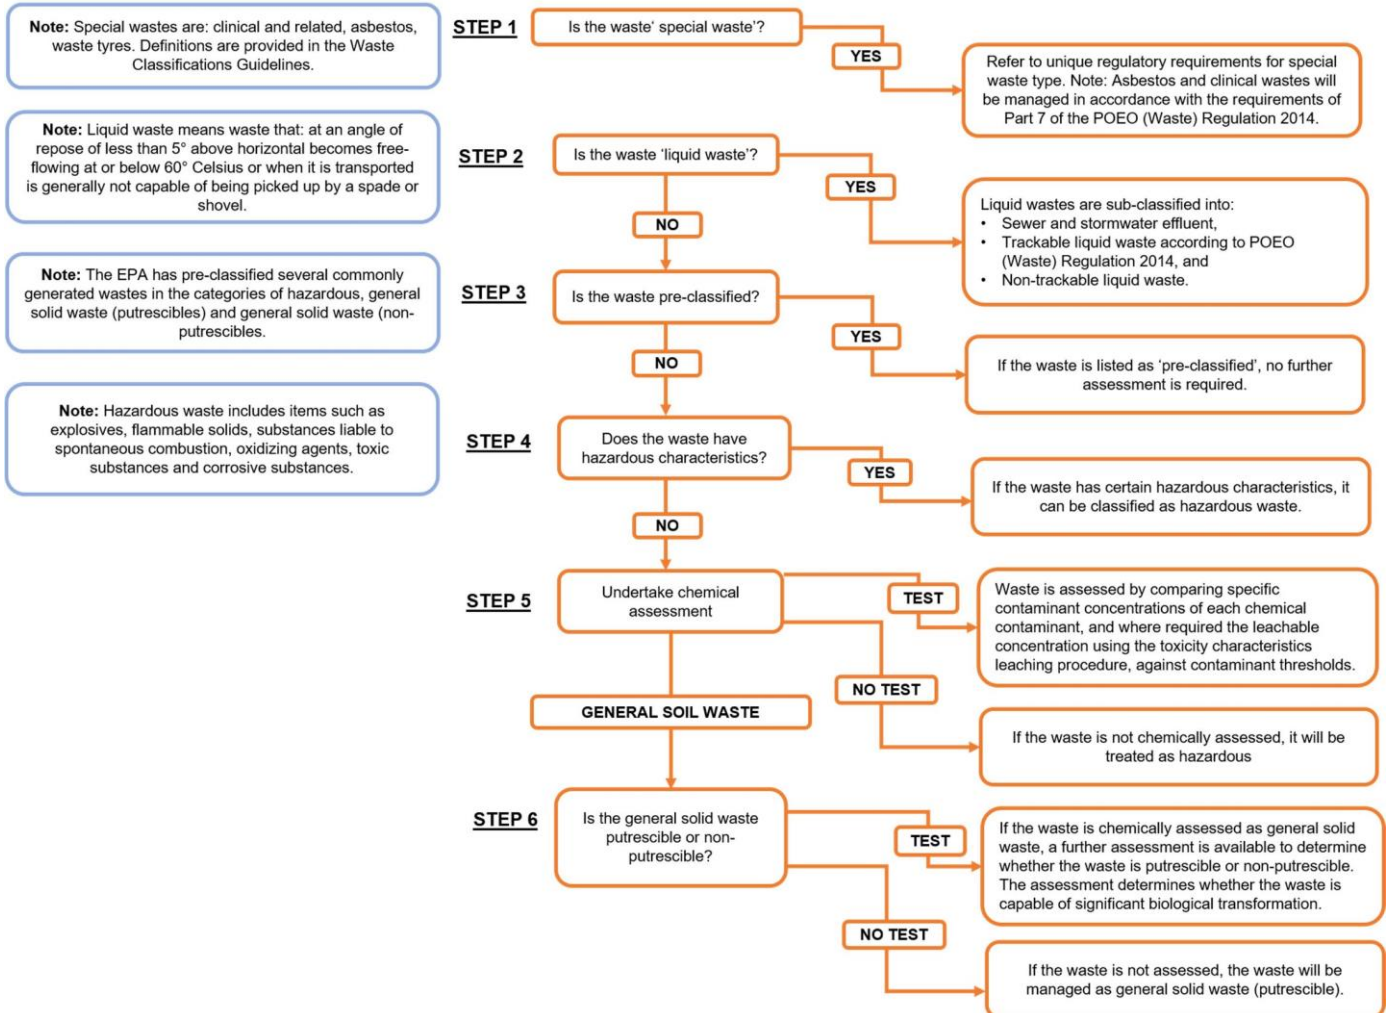 Note: Special wastes are: clinical and related, asbestos,
waste tyres. Definitions are provided in the Waste
Classifications Guidelines.
STEP 1
Is the waste‘ special waste’?
YES
Refer to unique regulatory requirements for special
waste type. Note: Asbestos and clinical wastes will
be managed in accordance with the requirements of
Part 7 of the POEO (Waste) Regulation 2014.
Note: Liquid waste means waste that: at an angle of
repose of less than 5° above horizontal becomes free-
flowing at or below 60° Celsius or when it is transported
is generally not capable of being picked up by a spade or
shovel.
STEP 2
Is the waste ‘liquid waste’?
YES
NO
Liquid wastes are sub-classified into:
• Sewer and stormwater effluent,
• Trackable liquid waste according to POEO
(Waste) Regulation 2014, and
• Non-trackable liquid waste.
Note: The EPA has pre-classified several commonly
generated wastes in the categories of hazardous, general
solid waste (putrescibles) and general solid waste (non-
putrescibles.
STEP 3
Is the waste pre-classified?
YES
NO
If the waste is listed as ‘pre-classified’, no further
assessment is required.
Note: Hazardous waste includes items such as
explosives, flammable solids, substances liable to
spontaneous combustion, oxidizing agents, toxic
substances and corrosive substances.
STEP 4
Does the waste have
hazardous characteristics?
YES
NO
If the waste has certain hazardous characteristics, it
can be classified as hazardous waste.
STEP 5
Undertake chemical
assessment
TEST
Waste is assessed by comparing specific
contaminant concentrations of each chemical
contaminant, and where required the leachable
concentration using the toxicity characteristics
leaching procedure, against contaminant thresholds.
NO TEST
If the waste is not chemically assessed, it will be
treated as hazardous
GENERAL SOIL WASTE
STEP 6
Is the general solid waste
putrescible or non-
putrescible?
TEST
If the waste is chemically assessed as general solid
waste, a further assessment is available to determine
whether the waste is putrescible or non-putrescible.
The assessment determines whether the waste is
capable of significant biological transformation.
NO TEST
If the waste is not assessed, the waste will be
managed as general solid waste (putrescible).